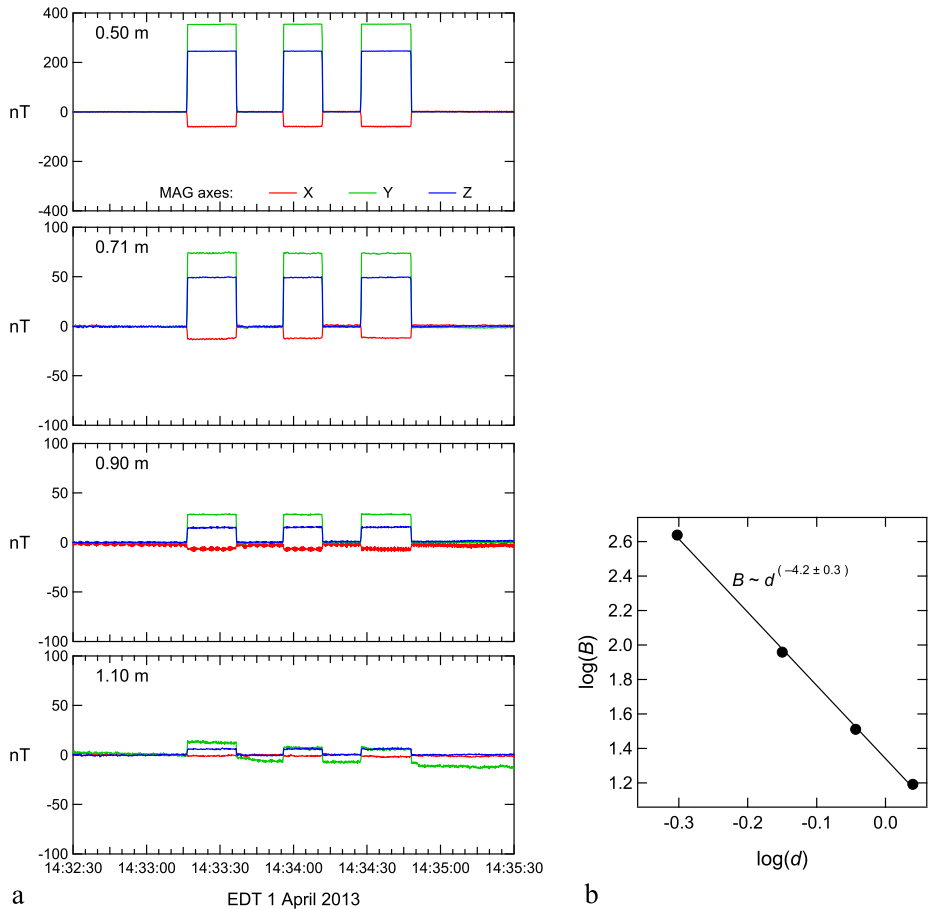 0.50 m
400
200
0
-200
-400
nT
MAG axes: X Y Z
0.71 m
100
50
0
-50
-100
nT
0.90 m
100
50
0
-50
-100
nT
1.10 m
100
50
0
-50
-100
nT
14:32:30 14:33:00 14:33:30 14:34:00 14:34:30 14:35:00 14:35:30
EDT 1 April 2013
a
2.6
2.4
2.2
2.0
1.8
1.6
1.4
1.2
log(B)
B ~ d^(−4.2 ± 0.3)
-0.3 -0.2 -0.1 0.0
log(d)
b